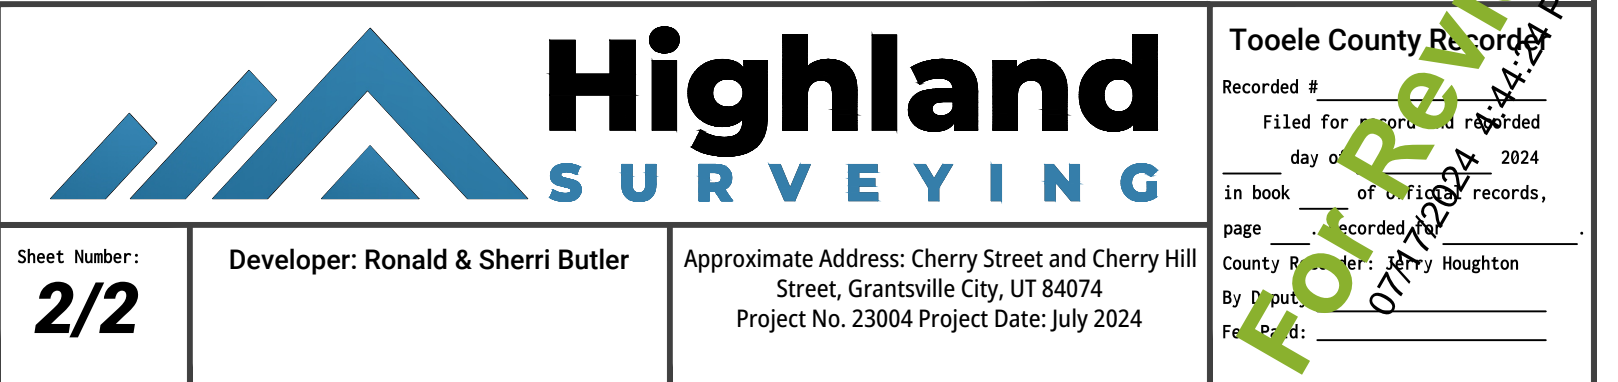 Highland
SURVEYING
Sheet Number:
2/2
Developer: Ronald & Sherri Butler
Approximate Address: Cherry Street and Cherry Hill
Street, Grantsville City, UT 84074
Project No. 23004 Project Date: July 2024
Tooele County Recorder
Recorded #
Filed for record and recorded
day of 2024
in book of official records,
page . Recorded for .
County Recorder: Jerry Houghton
By Deputy
Fee Paid:
For
07/17/2024 4:44:24